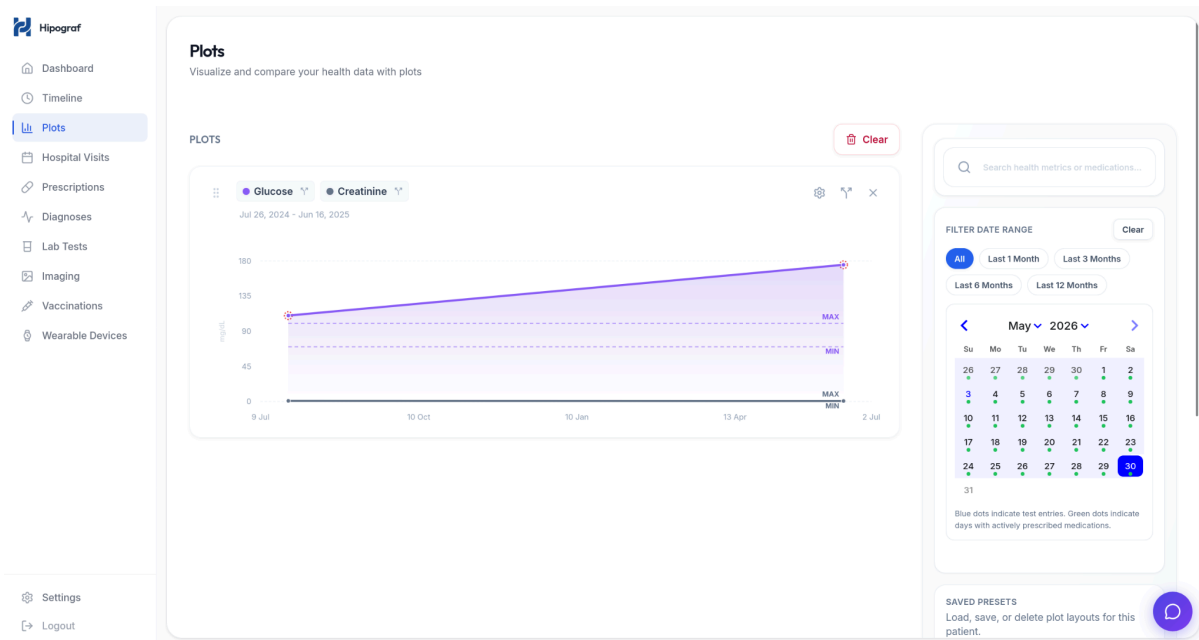 Hipograf
Dashboard
Timeline
Plots
Hospital Visits
Prescriptions
Diagnoses
Lab Tests
Imaging
Vaccinations
Wearable Devices
Settings
Logout
Plots
Visualize and compare your health data with plots
PLOTS
Clear
Glucose
Creatinine
Jul 26, 2024 - Jun 16, 2025
180
135
90
45
0
mg/dL
MAX
MIN
MAX
MIN
9 Jul
10 Oct
10 Jan
13 Apr
2 Jul
Search health metrics or medications...
FILTER DATE RANGE
Clear
All
Last 1 Month
Last 3 Months
Last 6 Months
Last 12 Months
May 2026
Su Mo Tu We Th Fr Sa
26 27 28 29 30 1 2
3 4 5 6 7 8 9
10 11 12 13 14 15 16
17 18 19 20 21 22 23
24 25 26 27 28 29 30
31
Blue dots indicate test entries. Green dots indicate
days with actively prescribed medications.
SAVED PRESETS
Load, save, or delete plot layouts for this
patient.